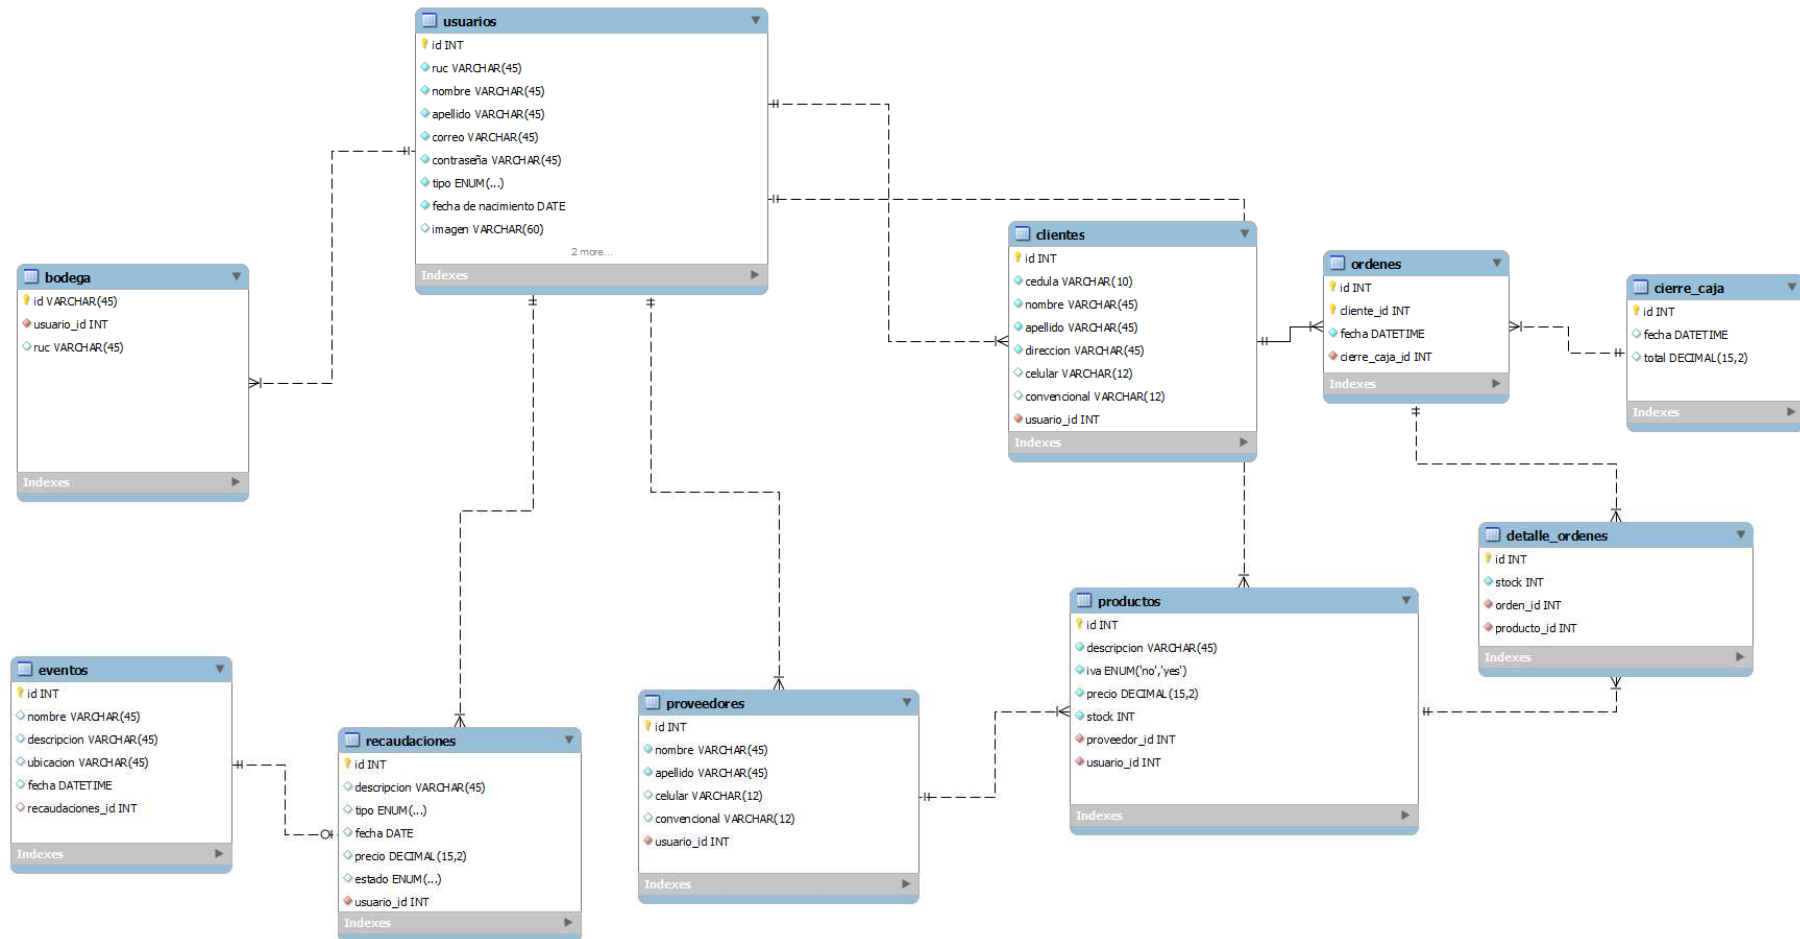 usuarios
id INT
ruc VARCHAR(45)
nombre VARCHAR(45)
apellido VARCHAR(45)
correo VARCHAR(45)
contraseña VARCHAR(45)
tipo ENUM(...)
fecha de nacimiento DATE
imagen VARCHAR(60)
2 more...
Indexes
bodega
id VARCHAR(45)
usuario_id INT
ruc VARCHAR(45)
Indexes
clientes
id INT
cedula VARCHAR(10)
nombre VARCHAR(45)
apellido VARCHAR(45)
direccion VARCHAR(45)
celular VARCHAR(12)
convencional VARCHAR(12)
usuario_id INT
Indexes
ordenes
id INT
cliente_id INT
fecha DATETIME
cierre_caja_id INT
Indexes
cierre_caja
id INT
fecha DATETIME
total DECIMAL(15,2)
Indexes
detalle_ordenes
id INT
stock INT
orden_id INT
producto_id INT
Indexes
productos
id INT
descripcion VARCHAR(45)
iva ENUM('no','yes')
precio DECIMAL(15,2)
stock INT
proveedor_id INT
usuario_id INT
Indexes
eventos
id INT
nombre VARCHAR(45)
descripcion VARCHAR(45)
ubicacion VARCHAR(45)
fecha DATETIME
recaudaciones_id INT
Indexes
recaudaciones
id INT
descripcion VARCHAR(45)
tipo ENUM(...)
fecha DATE
precio DECIMAL(15,2)
estado ENUM(...)
usuario_id INT
Indexes
proveedores
id INT
nombre VARCHAR(45)
apellido VARCHAR(45)
celular VARCHAR(12)
convencional VARCHAR(12)
usuario_id INT
Indexes